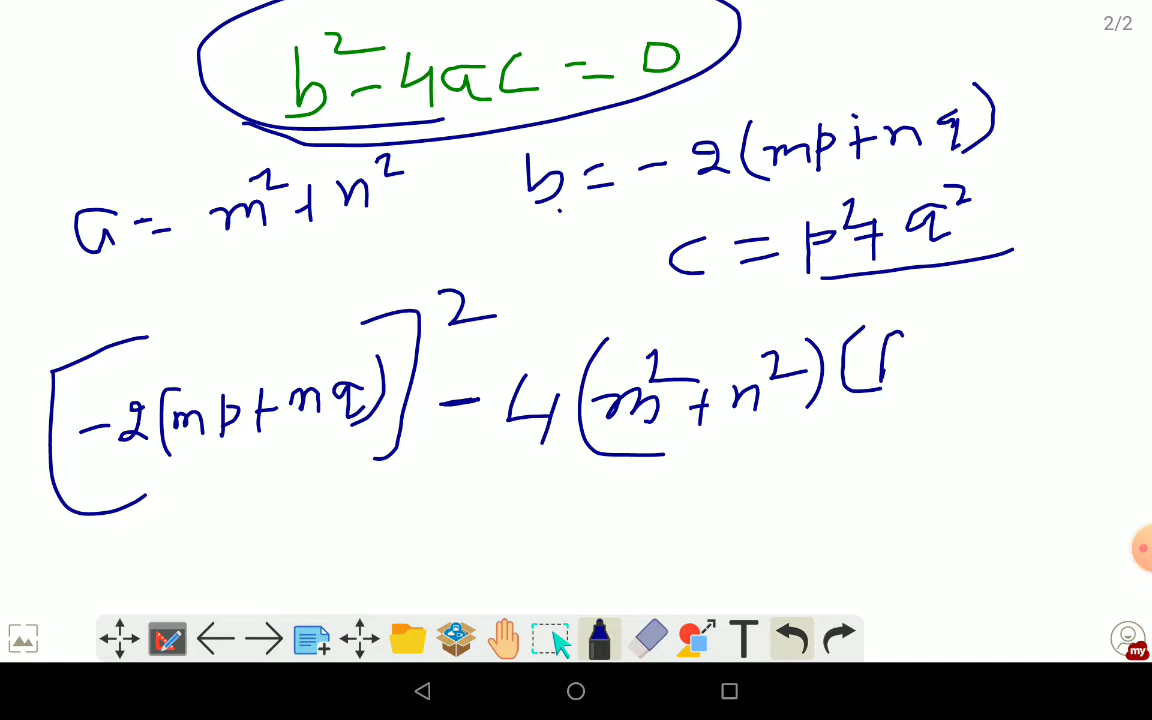 2/2
b² - 4ac = 0
a = m² + n² b = - 2(mp + nq)
c = p² + q²
[-2(mp + nq)]² - 4(m² + n²)(
T
my